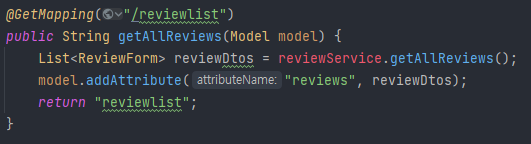 @GetMapping("/reviewlist")
public String getAllReviews(Model model) {
    List<ReviewForm> reviewDtos = reviewService.getAllReviews();
    model.addAttribute( attributeName: "reviews", reviewDtos);
    return "reviewlist";
}